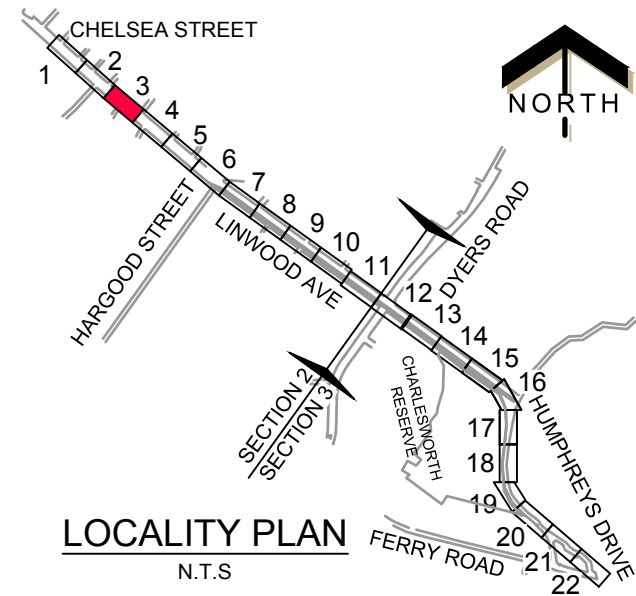 CHELSEA STREET
1
2
3
4
5
6
7
8
9
10
11
12
13
14
15
16
17
18
19
20
21
22
NORTH
HARGOOD STREET
LINWOOD AVE
DYERS ROAD
SECTION 2
SECTION 3
CHARLESWORTH
RESERVE
HUMPHREYS DRIVE
FERRY ROAD
LOCALITY PLAN
N.T.S